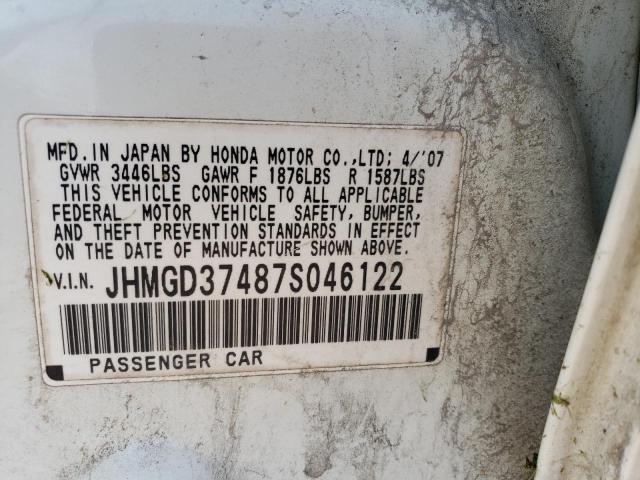 MFD. IN JAPAN BY HONDA MOTOR CO.,LTD; 4/'07
GVWR 3446LBS GAWR F 1876LBS R 1587LBS
THIS VEHICLE CONFORMS TO ALL APPLICABLE
FEDERAL MOTOR VEHICLE SAFETY, BUMPER,
AND THEFT PREVENTION STANDARDS IN EFFECT
ON THE DATE OF MANUFACTURE SHOWN ABOVE.
V.I.N. JHMGD37487S046122
PASSENGER CAR